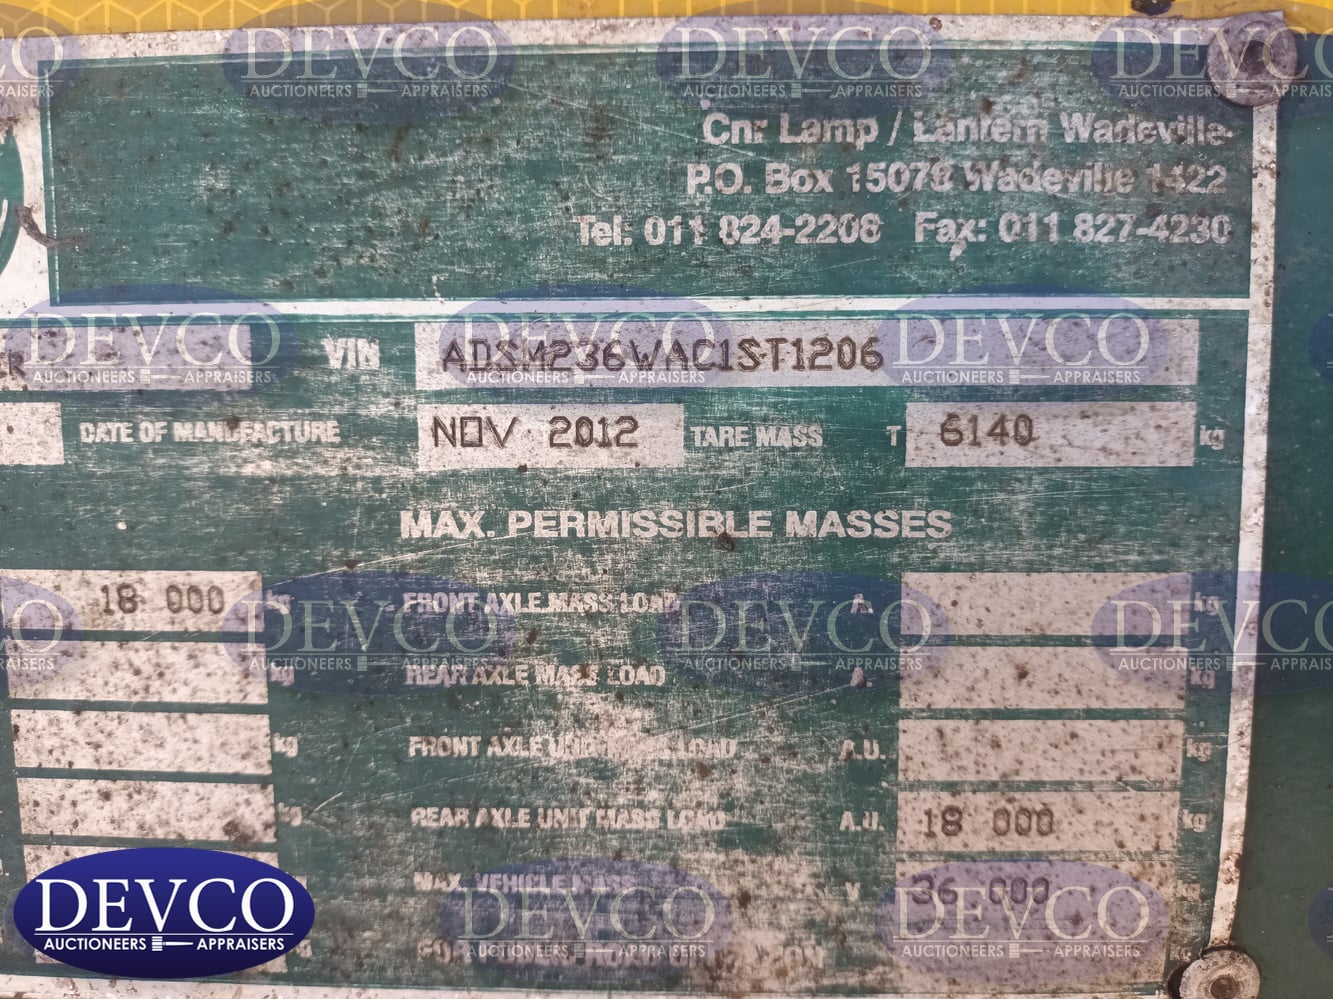 Cnr Lamp / Lantern Wadeville
P.O. Box 15078 Wadeville 1422
Tel: 011 824-2208 Fax: 011 827-4230
ER VIN ADSM236WAC1ST1206
DATE OF MANUFACTURE NOV 2012 TARE MASS T 6140 kg
MAX. PERMISSIBLE MASSES
18 000 kg FRONT AXLE MASS LOAD A. kg
kg REAR AXLE MASS LOAD A. kg
kg FRONT AXLE UNIT MASS LOAD A.U. kg
kg REAR AXLE UNIT MASS LOAD A.U. 18 000 kg
MAX. VEHICLE MASS V 36 000
kg
DEVCO
AUCTIONEERS APPRAISERS